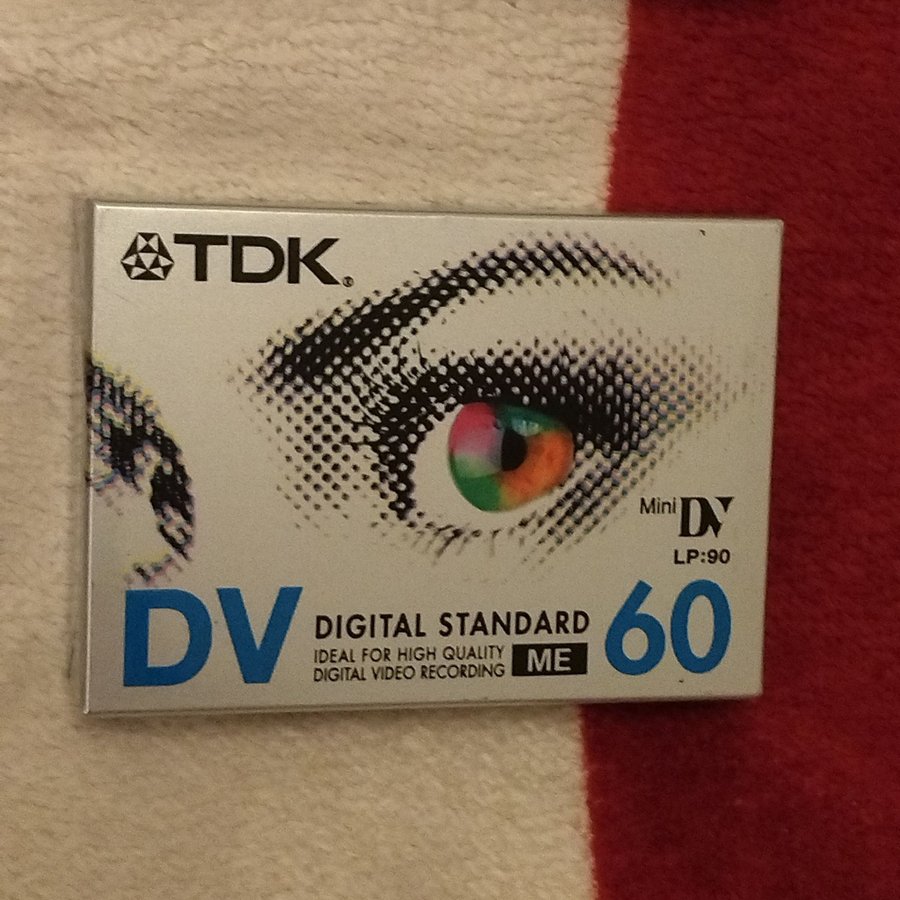 TDK®
Mini DV
LP:90
DV DIGITAL STANDARD 60
IDEAL FOR HIGH QUALITY
DIGITAL VIDEO RECORDING ME